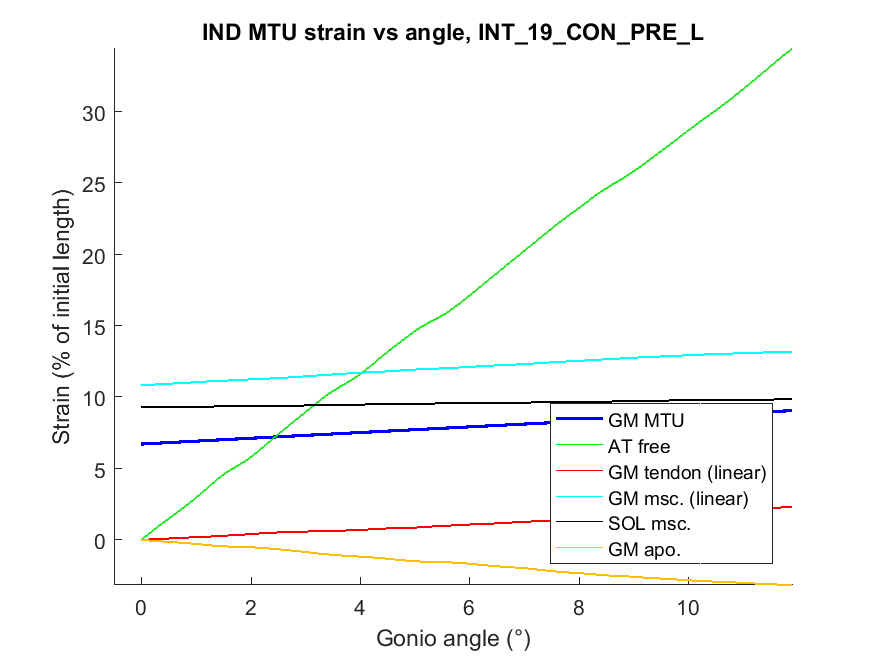 IND MTU strain vs angle, INT_19_CON_PRE_L
Strain (% of initial length)
30
25
20
15
10
5
0
GM MTU
AT free
GM tendon (linear)
GM msc. (linear)
SOL msc.
GM apo.
0 2 4 6 8 10
Gonio angle (°)